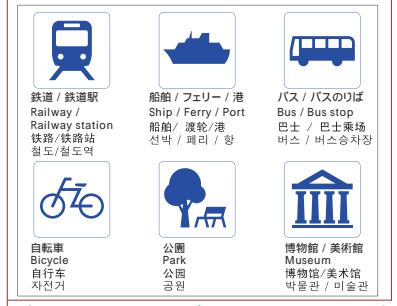 鉄道 / 鉄道駅
Railway /
Railway station
铁路/铁路站
철도/철도역
船舶 / フェリー / 港
Ship / Ferry / Port
船舶/ 渡轮/港
선박 / 페리 / 항
バス / バスのりば
Bus / Bus stop
巴士 / 巴士乘场
버스 / 버스승차장
自転車
Bicycle
自行车
자전거
公園
Park
公园
공원
博物館 / 美術館
Museum
博物馆/美术馆
박물관 / 미술관